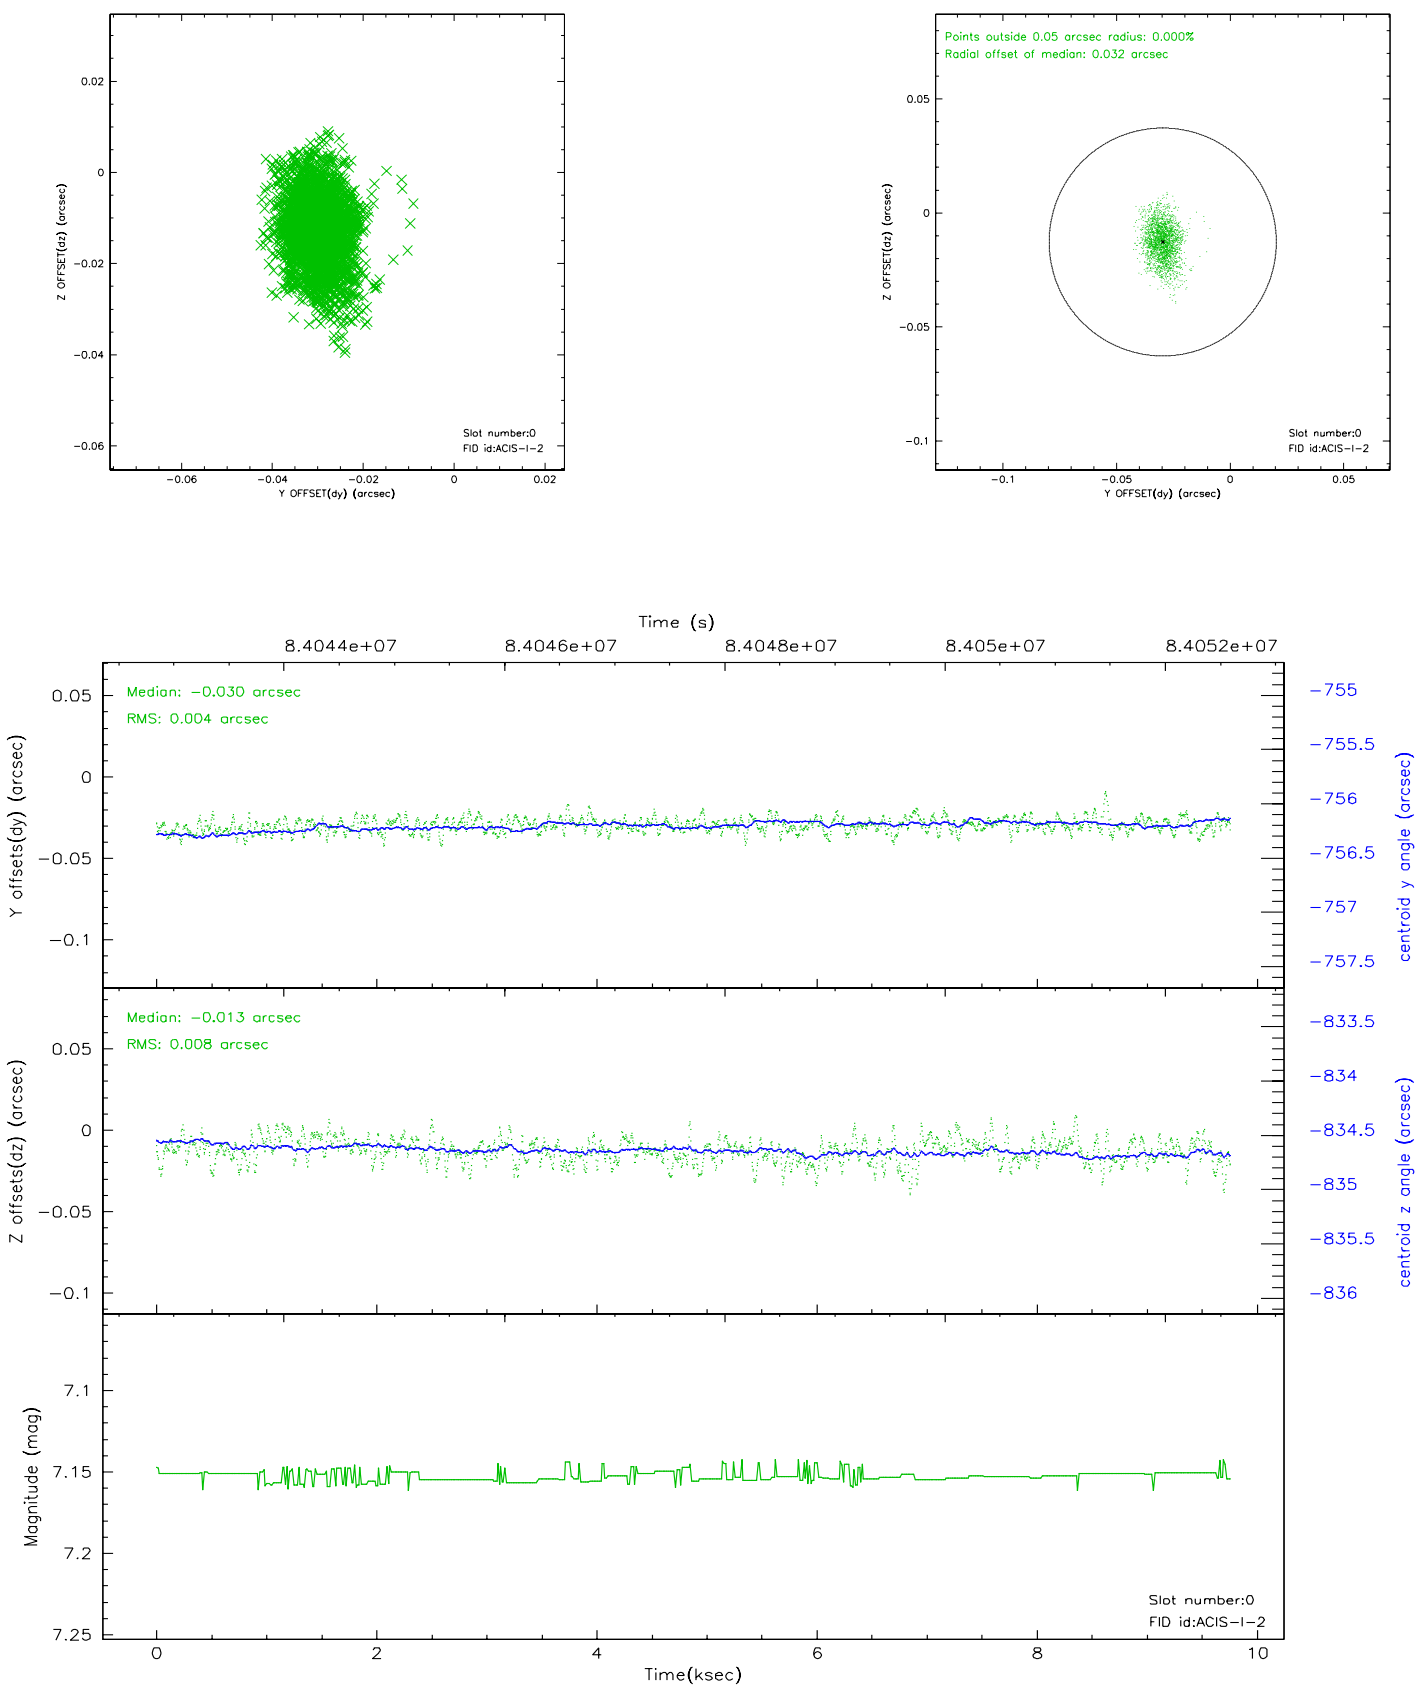 0.02
0
−0.02
−0.04
−0.06
Z OFFSET(dz) (arcsec)
Slot number:0
FID id:ACIS−I−2
−0.06 −0.04 −0.02 0 0.02
Y OFFSET(dy) (arcsec)
Points outside 0.05 arcsec radius: 0.000%
Radial offset of median: 0.032 arcsec
0.05
0
−0.05
−0.1
Z OFFSET(dz) (arcsec)
Slot number:0
FID id:ACIS−I−2
−0.1 −0.05 0 0.05
Y OFFSET(dy) (arcsec)
Time (s)
8.4044e+07 8.4046e+07 8.4048e+07 8.405e+07 8.4052e+07
Median: −0.030 arcsec
RMS: 0.004 arcsec
0.05
0
−0.05
−0.1
Y offsets(dy) (arcsec)
−755
−755.5
−756
−756.5
−757
−757.5
centroid y angle (arcsec)
Median: −0.013 arcsec
RMS: 0.008 arcsec
0.05
0
−0.05
−0.1
Z offsets(dz) (arcsec)
−833.5
−834
−834.5
−835
−835.5
−836
centroid z angle (arcsec)
7.1
7.15
7.2
7.25
Magnitude (mag)
Slot number:0
FID id:ACIS−I−2
0 2 4 6 8 10
Time(ksec)